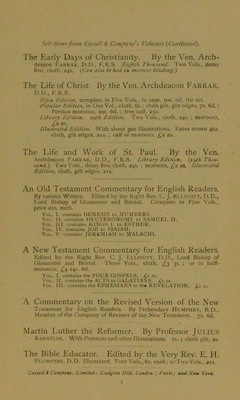 Selections from Cassell & Company's Volumes (Continued).
The Early Days of Christianity. By the Ven. Arch-
deacon FARRAR, D.D., F.R.S. Eighth Thousand. Two Vols., demy
8vo, cloth, 24s. (Can also be had in morocco binding.)
The Life of Christ. By the Ven. Archdeacon FARRAR,
D.D., F.R.S.
Bijou Edition, complete in Five Vols., in case, 10s. 6d. the set.
Popular Edition, in One Vol., cloth, 6s.; cloth gilt, gilt edges, 7s. 6d.;
Persian morocco, 10s. 6d.; tree calf, 15s.
Library Edition. Edition. Two Vols., cloth, 24s.; morocco,
£2 2s.
Illustrated Edition. With about 300 Illustrations. Extra crown 4to,
cloth, gilt edges, 21s.; calf or morocco, £2 2s.
The Life and Work of St. Paul. By the Ven.
Archdeacon FARRAR, D.D., F.R.S. Library Edition. (19th Thou-
sand.) Two Vols., demy 8vo, cloth, 24s.; morocco, £2 2s. Illustrated
Edition, cloth, gilt edges, 21s.
An Old Testament Commentary for English Readers.
By various Writers. Edited by the Right Rev. C. J. ELLICOTT, D.D.,
Lord Bishop of Gloucester and Bristol. Complete in Five Vols.,
price 21s. each.
VOL. I. contains GENESIS to NUMBERS.
VOL. II. contains DEUTERONOMY to SAMUEL II.
VOL. III. contains KINGS I. to ESTHER.
VOL. IV. contains JOB to ISAIAH.
VOL. V. contains JEREMIAH to MALACHI.
A New Testament Commentary for English Readers.
Edited by the Right Rev. C. J. ELLICOTT, D.D., Lord Bishop of
Gloucester and Bristol. Three Vols., cloth, £3 3s.; or in half-
morocco, £4 14s. 6d.
VOL. I. contains the FOUR GOSPELS. £1 1s.
VOL. II. contains the ACTS to GALATIANS. £1 1s.
VOL. III. contains the EPHESIANS to the REVELATION. £1 1s.
A Commentary on the Revised Version of the New
Testament for English Readers. By Prebendary HUMPHRY, B.D.,
Member of the Company of Revisers of the New Testament. 7s. 6d.
Martin Luther the Reformer. By Professor JULIUS
KOESTLIN. With Portraits and other Illustrations. 1s.; cloth gilt, 2s.
The Bible Educator. Edited by the Very Rev. E. H.
PLUMPTRE, D.D. Illustrated. Four Vols., 6s. each; or Two Vols., 21s.
Cassell & Company, Limited: Ludgate Hill, London; Paris; and New York.